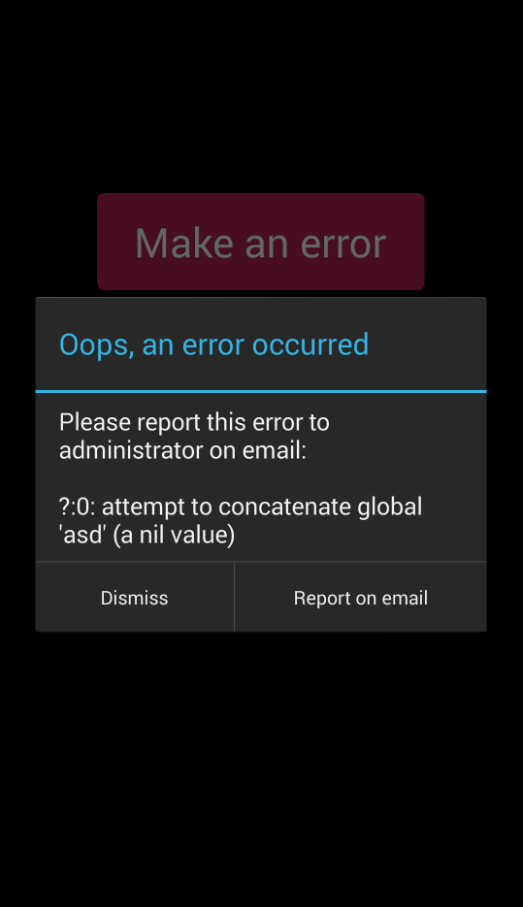 Make an error
Oops, an error occurred
Please report this error to
administrator on email:
?:0: attempt to concatenate global
'asd' (a nil value)
Dismiss
Report on email